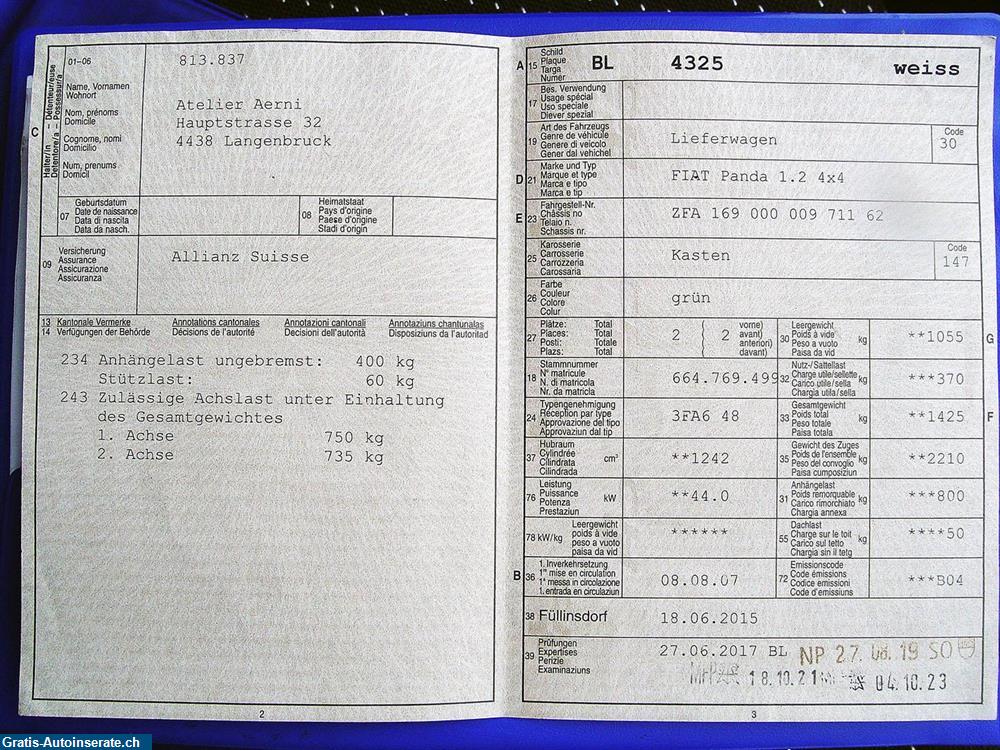 01–06
813.837
Halter/in – Détenteur/euse
Detentore/a – Possessur/a
C
Name, Vornamen
Wohnort
Nom, prénoms
Domicile
Cognome, nomi
Domicilio
Num, prenums
Domicil
Atelier Aerni
Hauptstrasse 32
4438 Langenbruck
07
Geburtsdatum
Date de naissance
Data di nascita
Data da nasch.
08
Heimatstaat
Pays d'origine
Paese d'origine
Stadi d'origin
09
Versicherung
Assurance
Assicurazione
Assicuranza
Allianz Suisse
13 Kantonale Vermerke Annotations cantonales Annotazioni cantonali Annotaziuns chantunalas
14 Verfügungen der Behörde Décisions de l'autorité Decisioni dell'autorità Disposiziuns da l'autoritad
234 Anhängelast ungebremst: 400 kg
Stützlast: 60 kg
243 Zulässige Achslast unter Einhaltung
des Gesamtgewichtes
1. Achse 750 kg
2. Achse 735 kg
2
A 15
Schild
Plaque
Targa
Numer
BL 4325 weiss
17
Bes. Verwendung
Usage spécial
Uso speciale
Diever spezial
19
Art des Fahrzeugs
Genre de véhicule
Genere di veicolo
Gener dal vehichel
Lieferwagen
Code
30
D 21
Marke und Typ
Marque et type
Marca e tipo
Marca e tip
FIAT Panda 1.2 4x4
E 23
Fahrgestell-Nr.
Châssis no
Telaio n.
Schassis nr.
ZFA 169 000 009 711 62
25
Karosserie
Carrosserie
Carrozzeria
Carossaria
Kasten
Code
147
26
Farbe
Couleur
Colore
Colur
grün
27
Plätze: Total
Places: Total
Posti: Totale
Plazs: Total
2 { 2
vorne)
avant)
anteriori)
davant)
30
Leergewicht
Poids à vide
Peso a vuoto
Paisa da vid
kg
**1055
G
18
Stammnummer
N° matricule
N. di matricola
Nr. da matricla
664.769.499
32
Nutz-/Sattellast
Charge utile/sellette
Carico utile/sella
Chargia utila/sella
kg
***370
24
Typengenehmigung
Réception par type
Approvazione del tipo
Approvaziun dal tip
3FA6 48
33
Gesamtgewicht
Poids total
Peso totale
Paisa totala
kg
**1425
F
37
Hubraum
Cylindrée
Cilindrata
Cilindrada
cm³
**1242
35
Gewicht des Zuges
Poids de l'ensemble
Peso del convoglio
Paisa cumposiziun
kg
**2210
76
Leistung
Puissance
Potenza
Prestaziun
kW
**44.0
31
Anhängelast
Poids remorquable
Carico rimorchiato
Chargia annexa
kg
***800
78 kW/kg
Leergewicht
poids à vide
peso a vuoto
paisa da vid
******
55
Dachlast
Charge sur le toit
Carico sul tetto
Chargia sin il tetg
kg
****50
B 36
1. Inverkehrsetzung
1re mise en circulation
1a messa in circolazione
1. entrada en circulaziun
08.08.07
72
Emissionscode
Code émissions
Codice emissioni
Code d'emissiuns
***B04
38 Füllinsdorf 18.06.2015
39
Prüfungen
Expertises
Perizie
Examinaziuns
27.06.2017 BL NP 27. 08. 19 SO
MFP 18.10.21 04.10.23
3
Gratis-Autoinserate.ch